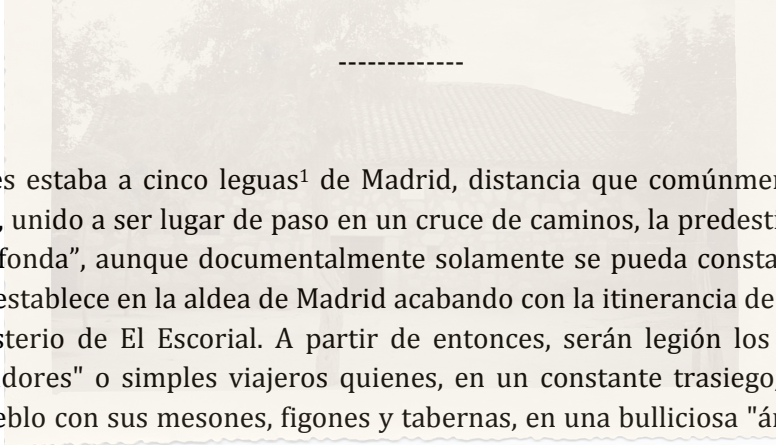 -------------
es estaba a cinco leguas¹ de Madrid, distancia que comúnmen
, unido a ser lugar de paso en un cruce de caminos, la predesti
fonda”, aunque documentalmente solamente se pueda consta
establece en la aldea de Madrid acabando con la itinerancia de
sterio de El Escorial. A partir de entonces, serán legión los
dores" o simples viajeros quienes, en un constante trasiego,
eblo con sus mesones, figones y tabernas, en una bulliciosa "án